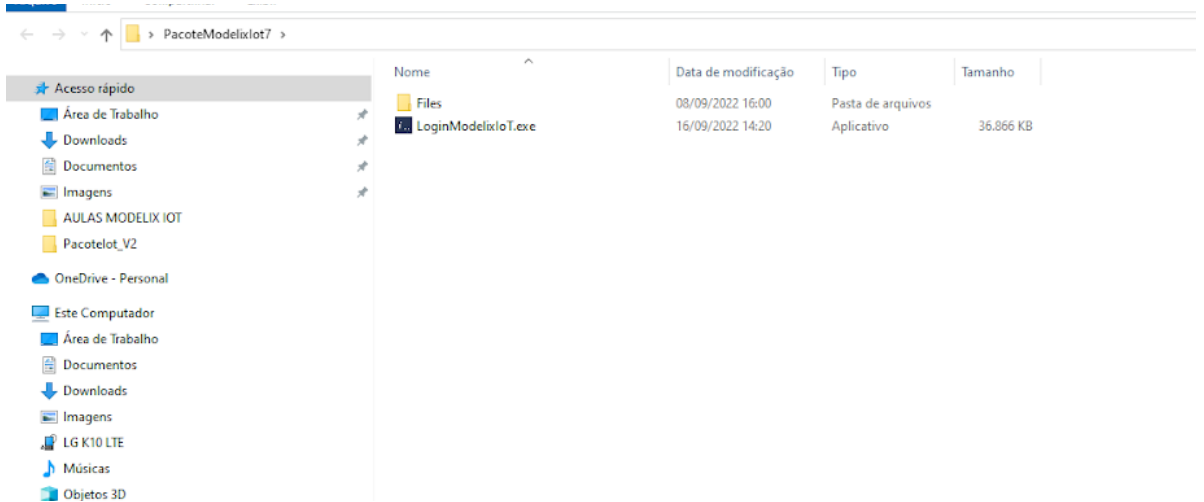 PacoteModelixIot7
Nome Data de modificação Tipo Tamanho
Files 08/09/2022 16:00 Pasta de arquivos
LoginModelixIoT.exe 16/09/2022 14:20 Aplicativo 36.866 KB
Acesso rápido
Área de Trabalho
Downloads
Documentos
Imagens
AULAS MODELIX IOT
PacoteIot_V2
OneDrive - Personal
Este Computador
Área de Trabalho
Documentos
Downloads
Imagens
LG K10 LTE
Músicas
Objetos 3D